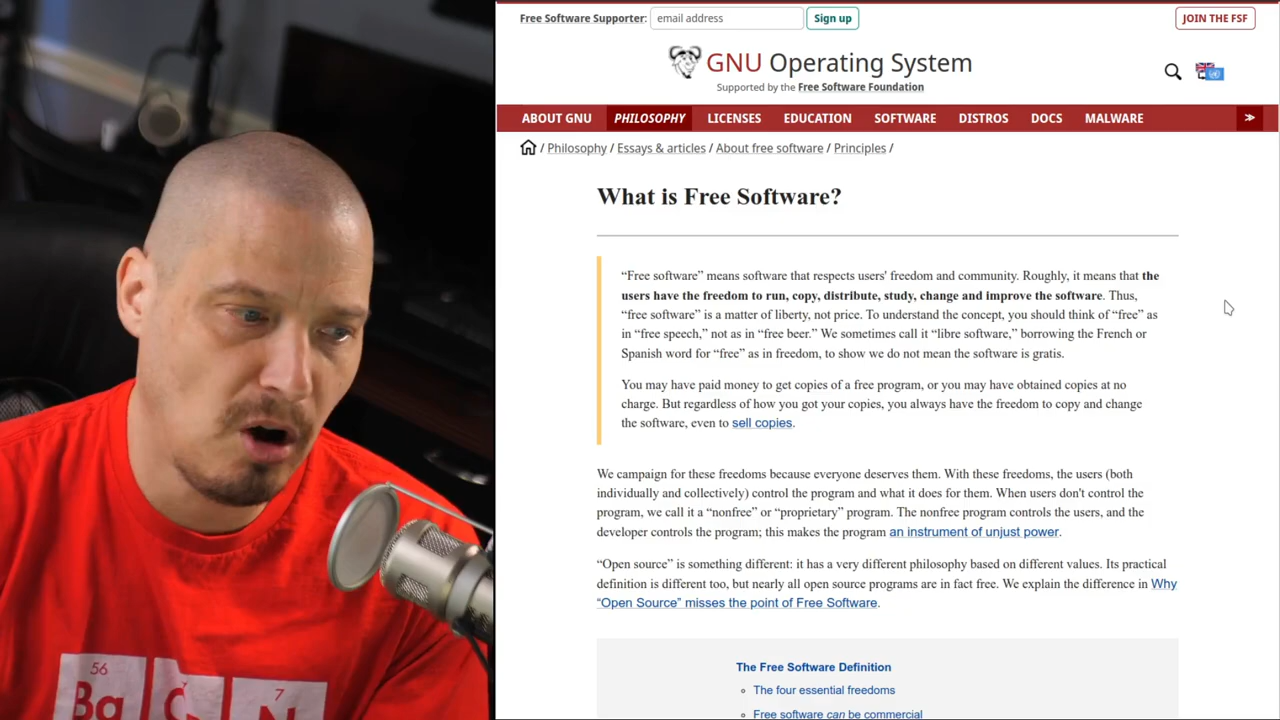 Free Software Supporter: email address Sign up JOIN THE FSF
GNU Operating System
Supported by the Free Software Foundation
ABOUT GNU PHILOSOPHY LICENSES EDUCATION SOFTWARE DISTROS DOCS MALWARE ≫
/ Philosophy / Essays & articles / About free software / Principles /
What is Free Software?
“Free software” means software that respects users' freedom and community. Roughly, it means that the
users have the freedom to run, copy, distribute, study, change and improve the software. Thus,
“free software” is a matter of liberty, not price. To understand the concept, you should think of “free” as
in “free speech,” not as in “free beer.” We sometimes call it “libre software,” borrowing the French or
Spanish word for “free” as in freedom, to show we do not mean the software is gratis.
You may have paid money to get copies of a free program, or you may have obtained copies at no
charge. But regardless of how you got your copies, you always have the freedom to copy and change
the software, even to sell copies.
We campaign for these freedoms because everyone deserves them. With these freedoms, the users (both
individually and collectively) control the program and what it does for them. When users don't control the
program, we call it a “nonfree” or “proprietary” program. The nonfree program controls the users, and the
developer controls the program; this makes the program an instrument of unjust power.
“Open source” is something different: it has a very different philosophy based on different values. Its practical
definition is different too, but nearly all open source programs are in fact free. We explain the difference in Why
“Open Source” misses the point of Free Software.
The Free Software Definition
The four essential freedoms
Free software can be commercial
56
Ba
7
N